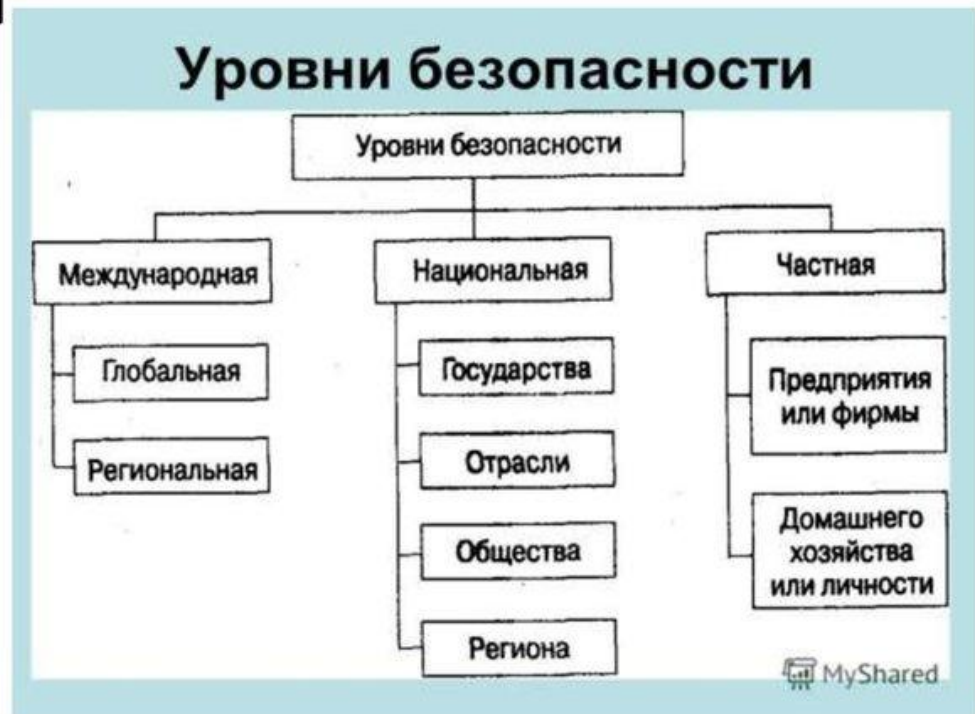 Уровни безопасности
Уровни безопасности
Международная
Глобальная
Региональная
Национальная
Государства
Отрасли
Общества
Региона
Частная
Предприятия
или фирмы
Домашнего
хозяйства
или личности
MyShared